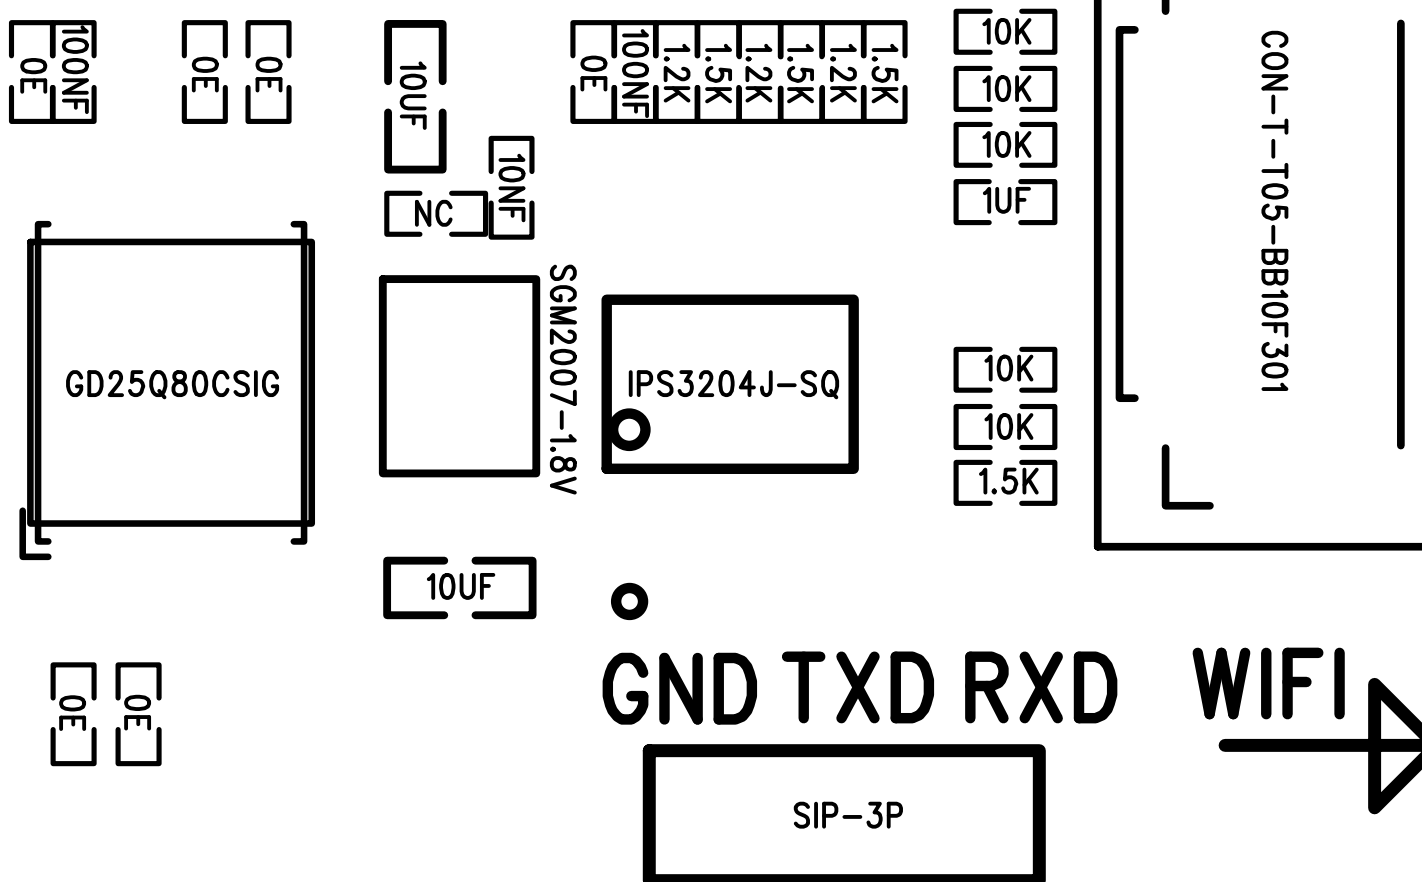 0E
100NF
0E
0E
10UF
0E
100NF
1.2K
1.5K
1.2K
1.5K
1.2K
1.5K
10K
10K
10K
1UF
CON-T-T05-BB10F301
10NF
NC
GD25Q80CSIG
SGM2007-1.8V
IPS3204J-SQ
10K
10K
1.5K
10UF
GND TXD RXD
WIFI
0E
0E
SIP-3P